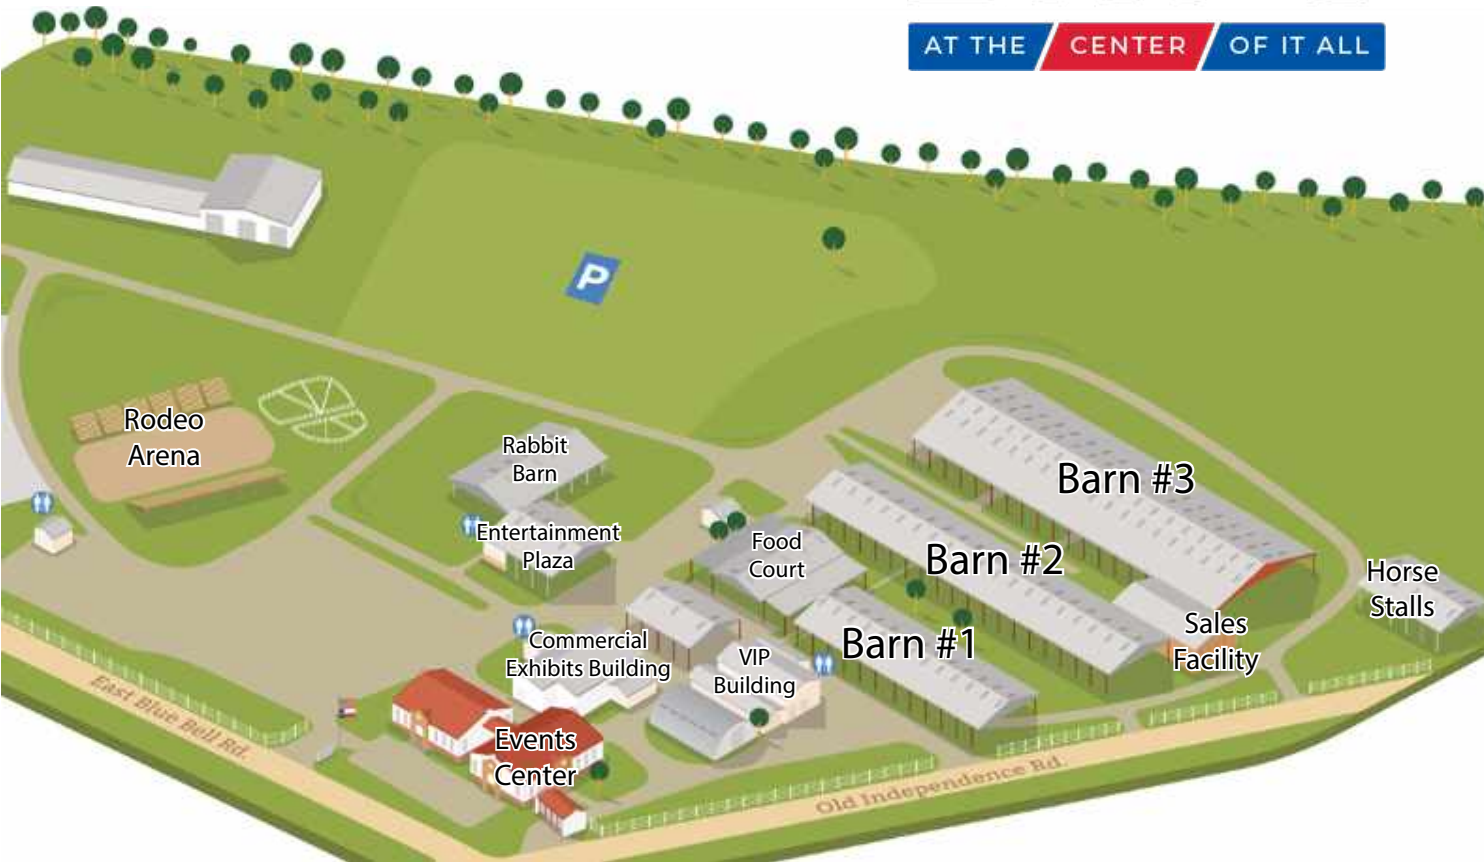 AT THE CENTER OF IT ALL
P
Rodeo
Arena
Rabbit
Barn
Entertainment
Plaza
Food
Court
Barn #3
Barn #2
Barn #1
Horse
Stalls
Sales
Facility
Commercial
Exhibits Building
VIP
Building
Events
Center
East Blue Bell Rd.
Old Independence Rd.